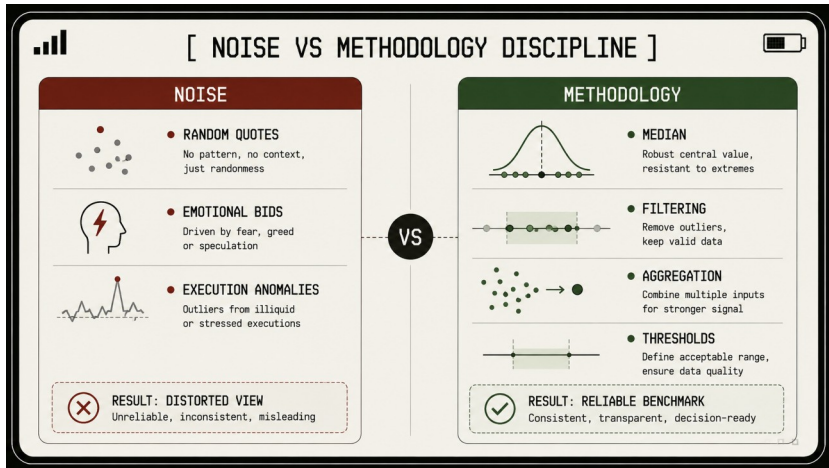 [ NOISE VS METHODOLOGY DISCIPLINE ]
NOISE
RANDOM QUOTES
No pattern, no context,
just randomness
EMOTIONAL BIDS
Driven by fear, greed
or speculation
EXECUTION ANOMALIES
Outliers from illiquid
or stressed executions
RESULT: DISTORTED VIEW
Unreliable, inconsistent, misleading
VS
METHODOLOGY
MEDIAN
Robust central value,
resistant to extremes
FILTERING
Remove outliers,
keep valid data
AGGREGATION
Combine multiple inputs
for stronger signal
THRESHOLDS
Define acceptable range,
ensure data quality
RESULT: RELIABLE BENCHMARK
Consistent, transparent, decision-ready